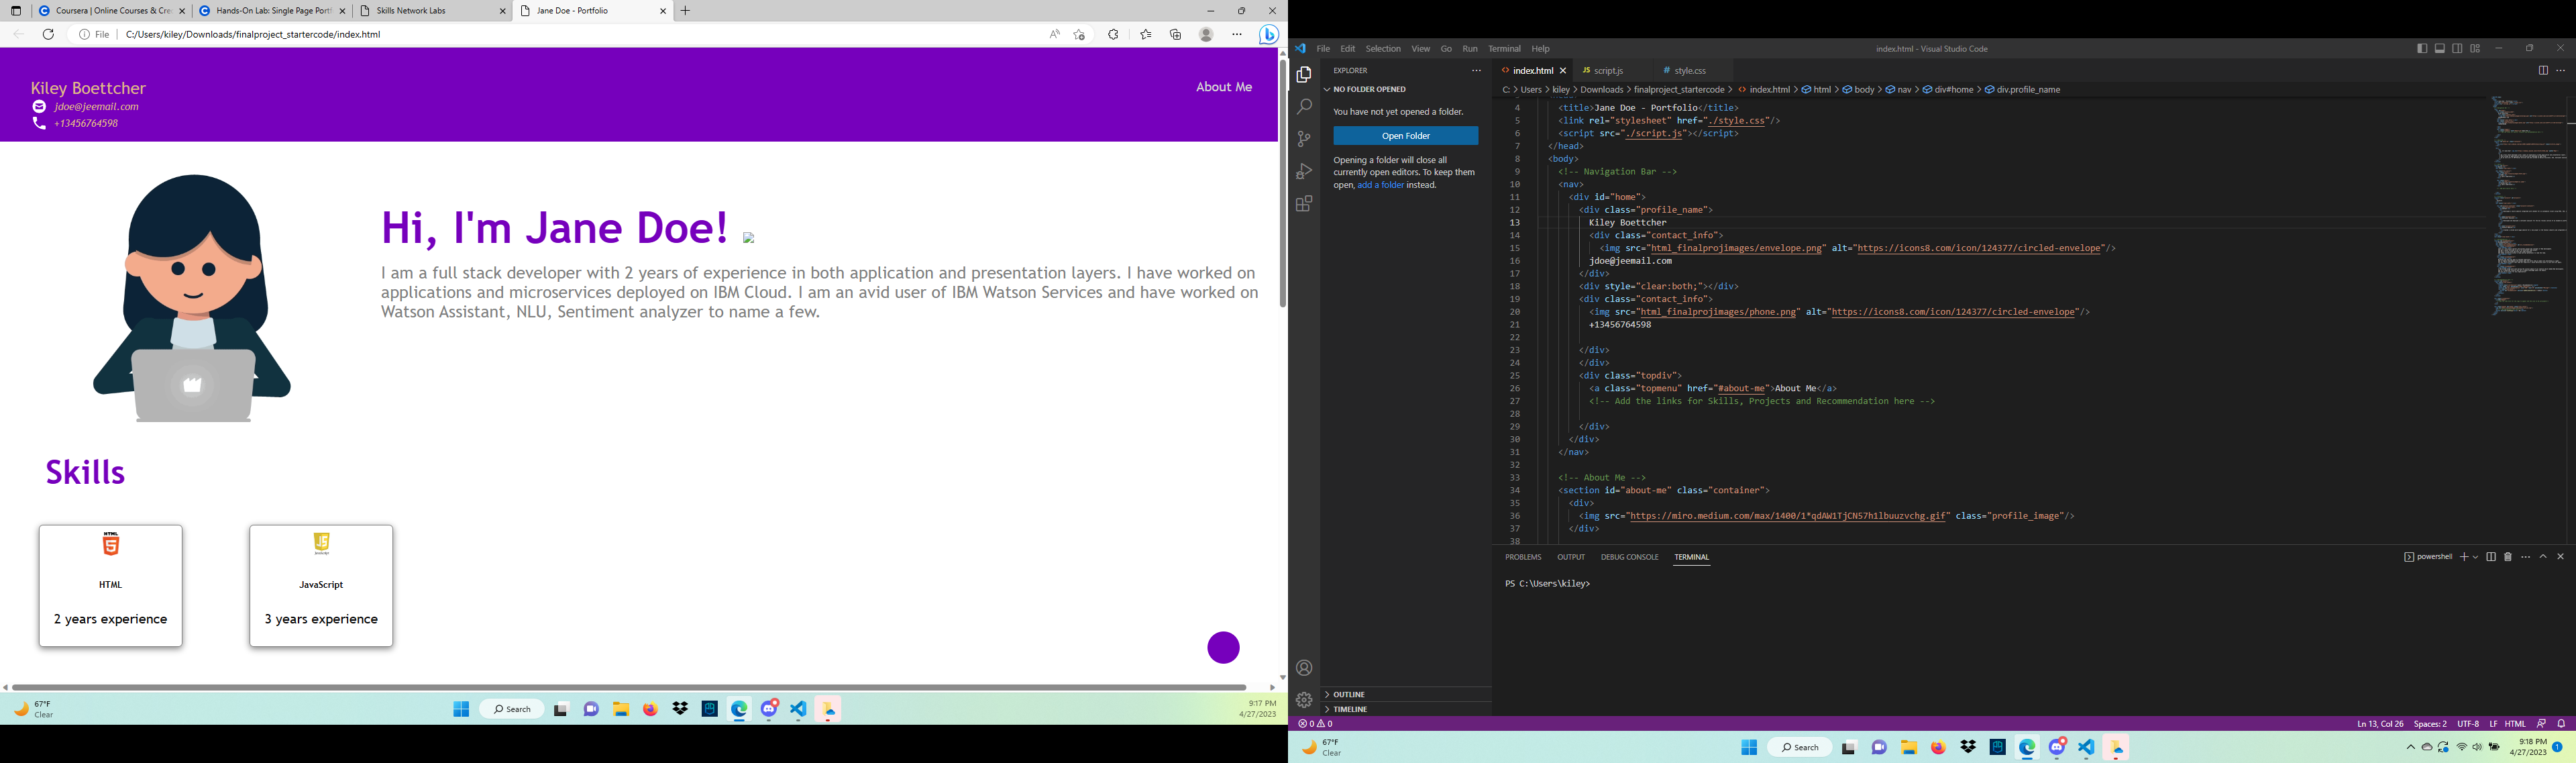 Coursera | Online Courses & Cre
Hands-On Lab: Single Page Portf
Skills Network Labs
Jane Doe - Portfolio
File
C:/Users/kiley/Downloads/finalproject_startercode/index.html
Kiley Boettcher
jdoe@jeemail.com
+13456764598
About Me
Hi, I'm Jane Doe!
I am a full stack developer with 2 years of experience in both application and presentation layers. I have worked on
applications and microservices deployed on IBM Cloud. I am an avid user of IBM Watson Services and have worked on
Watson Assistant, NLU, Sentiment analyzer to name a few.
Skills
HTML
5
HTML
2 years experience
JS
JavaScript
JavaScript
3 years experience
67°F
Clear
Search
9:17 PM
4/27/2023
File Edit Selection View Go Run Terminal Help
index.html - Visual Studio Code
EXPLORER
NO FOLDER OPENED
You have not yet opened a folder.
Open Folder
Opening a folder will close all
currently open editors. To keep them
open, add a folder instead.
OUTLINE
TIMELINE
index.html
JS script.js
# style.css
C: > Users > kiley > Downloads > finalproject_startercode > index.html > html > body > nav > div#home > div.profile_name
4 <title>Jane Doe - Portfolio</title>
5 <link rel="stylesheet" href="./style.css"/>
6 <script src="./script.js"></script>
7 </head>
8 <body>
9 <!-- Navigation Bar -->
10 <nav>
11 <div id="home">
12 <div class="profile_name">
13 Kiley Boettcher
14 <div class="contact_info">
15 <img src="html_finalprojimages/envelope.png" alt="https://icons8.com/icon/124377/circled-envelope"/>
16 jdoe@jeemail.com
17 </div>
18 <div style="clear:both;"></div>
19 <div class="contact_info">
20 <img src="html_finalprojimages/phone.png" alt="https://icons8.com/icon/124377/circled-envelope"/>
21 +13456764598
22
23 </div>
24 </div>
25 <div class="topdiv">
26 <a class="topmenu" href="#about-me">About Me</a>
27 <!-- Add the links for Skills, Projects and Recommendation here -->
28
29 </div>
30 </div>
31 </nav>
32
33 <!-- About Me -->
34 <section id="about-me" class="container">
35 <div>
36 <img src="https://miro.medium.com/max/1400/1*qdAW1TjCN57h1lbuuzvchg.gif" class="profile_image"/>
37 </div>
38
PROBLEMS OUTPUT DEBUG CONSOLE TERMINAL
powershell
PS C:\Users\kiley>
0 0
Ln 13, Col 26 Spaces: 2 UTF-8 LF HTML
67°F
Clear
Search
9:18 PM
4/27/2023
1